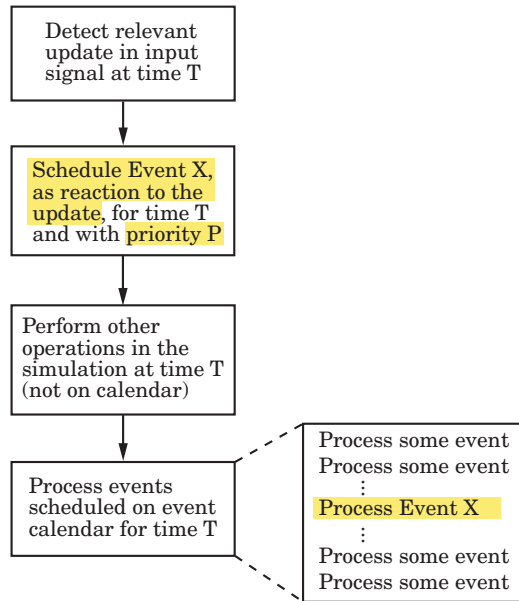 Detect relevant
update in input
signal at time T
Schedule Event X,
as reaction to the
update, for time T
and with priority P
Perform other
operations in the
simulation at time T
(not on calendar)
Process events
scheduled on event
calendar for time T
Process some event
Process some event
⋮
Process Event X
⋮
Process some event
Process some event